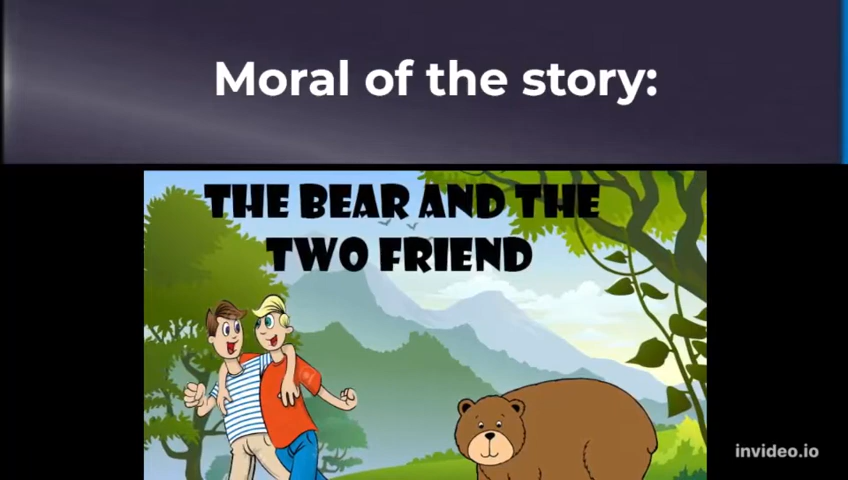 Moral of the story:
THE BEAR AND THE
TWO FRIEND
invideo.io